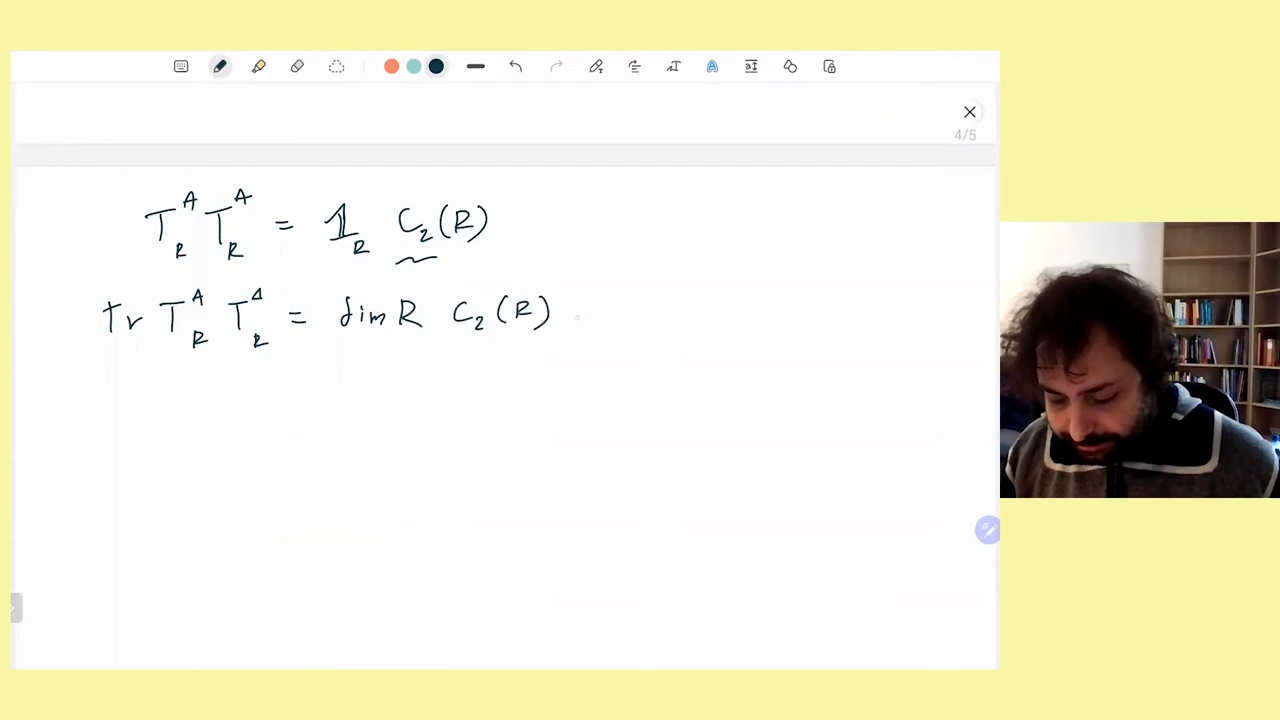 4/5
T_R^A T_R^A = 𝟙_R C_2(R)
Tr T_R^A T_R^A = dim R C_2(R)